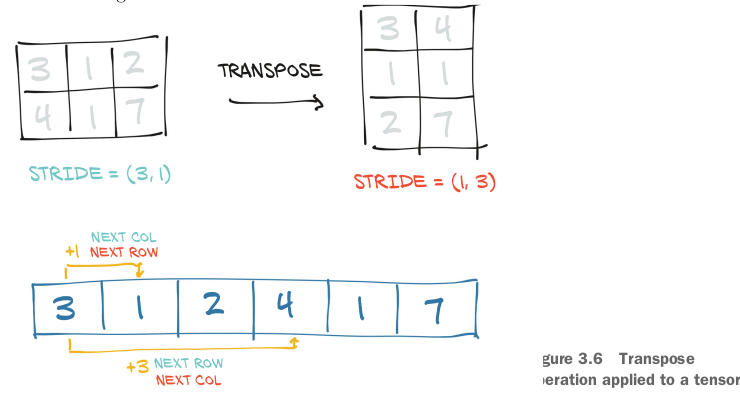 3 1 2
4 1 7
TRANSPOSE
3 4
1 1
2 7
STRIDE = (3, 1)
STRIDE = (1, 3)
NEXT COL
+1 NEXT ROW
3 1 2 4 1 7
+3 NEXT ROW
NEXT COL
gure 3.6 Transpose
eration applied to a tensor